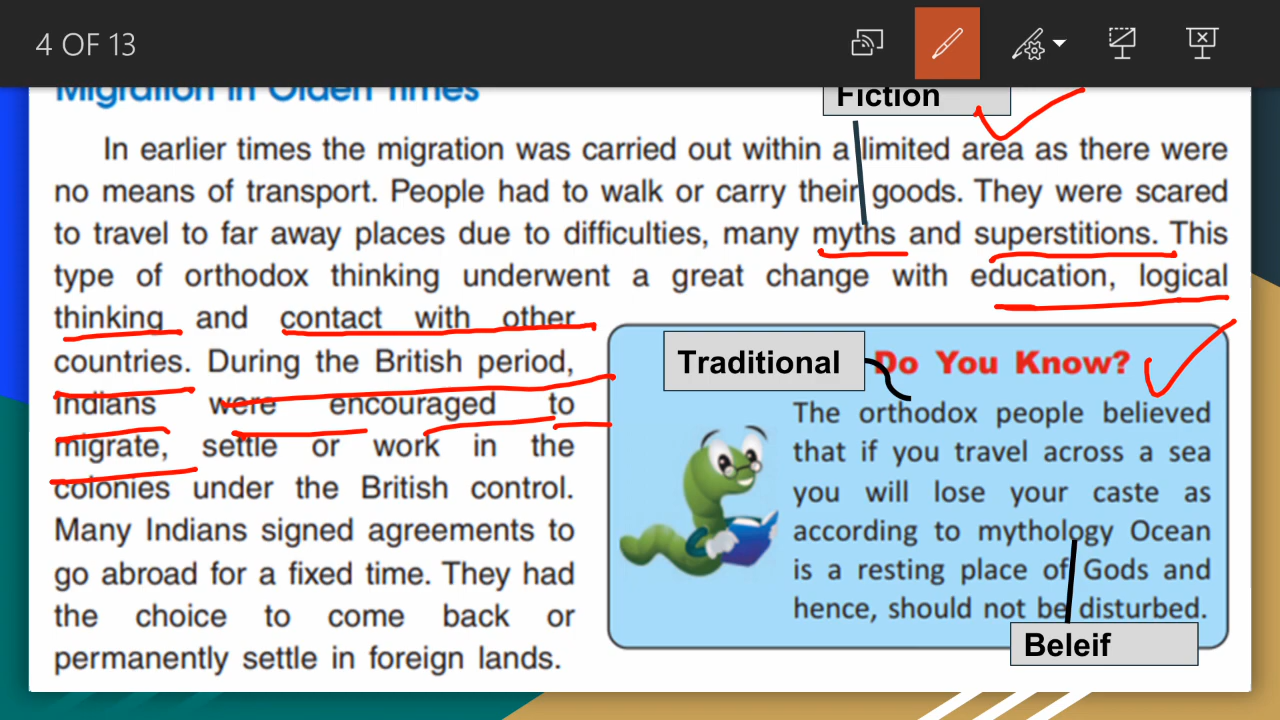 4 OF 13
Migration in Olden Times
Fiction
In earlier times the migration was carried out within a limited area as there were
no means of transport. People had to walk or carry their goods. They were scared
to travel to far away places due to difficulties, many myths and superstitions. This
type of orthodox thinking underwent a great change with education, logical
thinking and contact with other
countries. During the British period,
Indians were encouraged to
migrate, settle or work in the
colonies under the British control.
Many Indians signed agreements to
go abroad for a fixed time. They had
the choice to come back or
permanently settle in foreign lands.
Traditional
Do You Know?
The orthodox people believed
that if you travel across a sea
you will lose your caste as
according to mythology Ocean
is a resting place of Gods and
hence, should not be disturbed.
Beleif